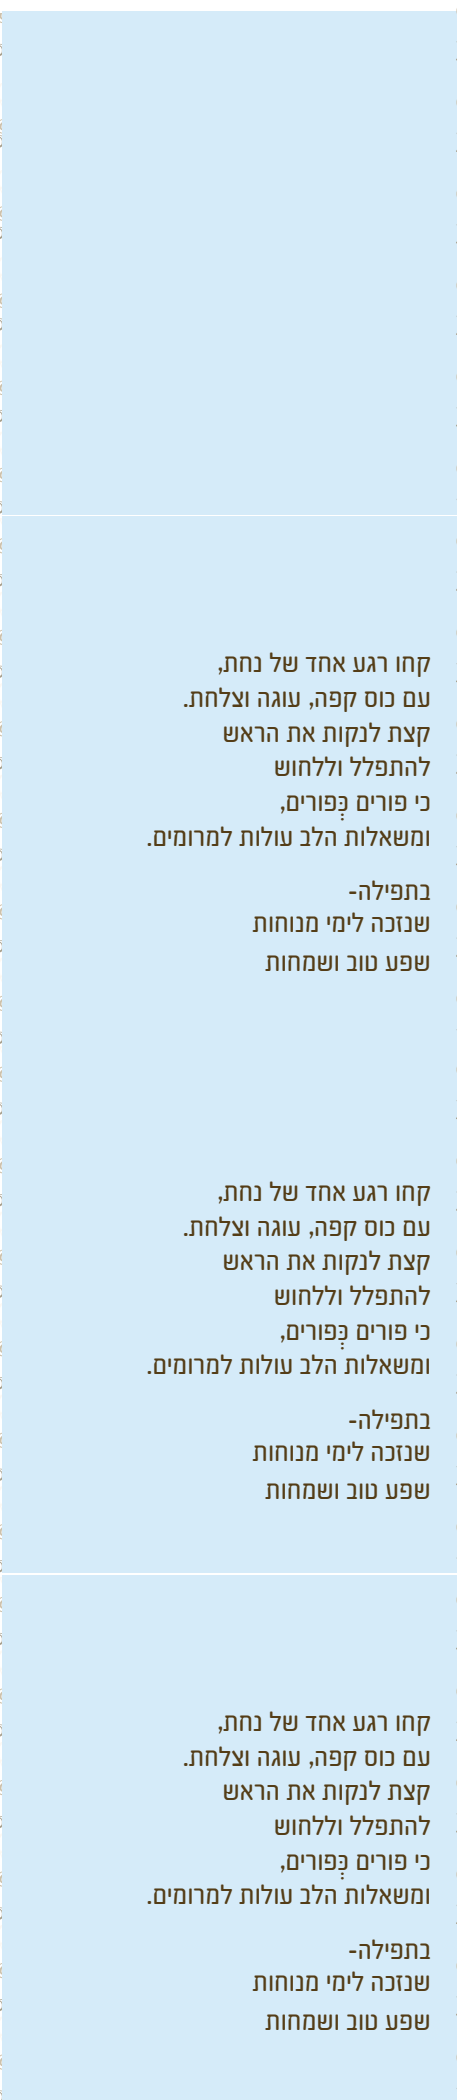 קחו רגע אחד של נחת,
עם כוס קפה, עוגה וצלחת.
קצת לנקות את הראש
להתפלל וללחוש
כי פורים כְּפורים,
ומשאלות הלב עולות למרומים.
בתפילה-
שנזכה לימי מנוחות
שפע טוב ושמחות
קחו רגע אחד של נחת,
עם כוס קפה, עוגה וצלחת.
קצת לנקות את הראש
להתפלל וללחוש
כי פורים כְּפורים,
ומשאלות הלב עולות למרומים.
בתפילה-
שנזכה לימי מנוחות
שפע טוב ושמחות
קחו רגע אחד של נחת,
עם כוס קפה, עוגה וצלחת.
קצת לנקות את הראש
להתפלל וללחוש
כי פורים כְּפורים,
ומשאלות הלב עולות למרומים.
בתפילה-
שנזכה לימי מנוחות
שפע טוב ושמחות